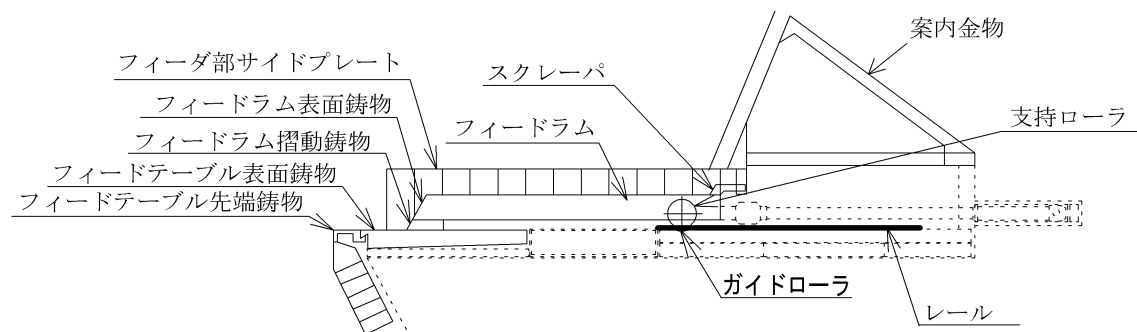 案内金物
フィーダ部サイドプレート
スクレーパ
フィードラム表面鋳物
支持ローラ
フィードラム
フィードラム摺動鋳物
フィードテーブル表面鋳物
フィードテーブル先端鋳物
ガイドローラ
レール